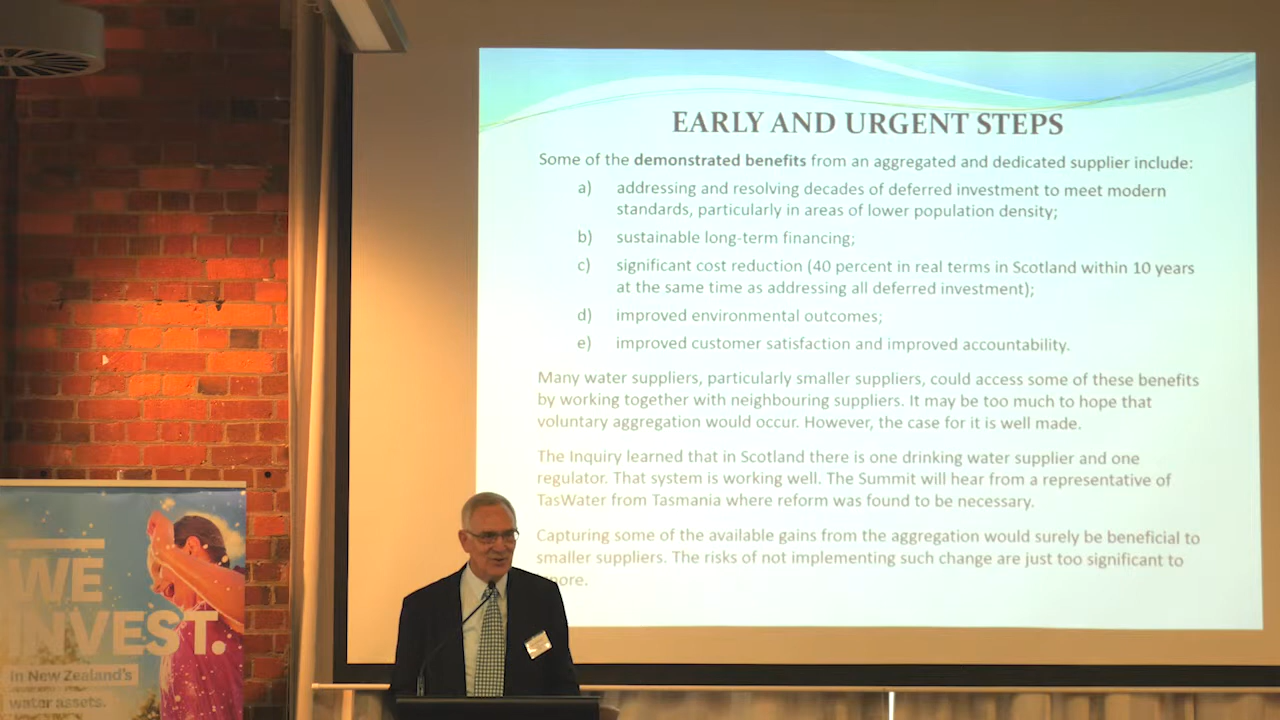 EARLY AND URGENT STEPS
Some of the demonstrated benefits from an aggregated and dedicated supplier include:
a) addressing and resolving decades of deferred investment to meet modern
standards, particularly in areas of lower population density;
b) sustainable long-term financing;
c) significant cost reduction (40 percent in real terms in Scotland within 10 years
at the same time as addressing all deferred investment);
d) improved environmental outcomes;
e) improved customer satisfaction and improved accountability.
Many water suppliers, particularly smaller suppliers, could access some of these benefits
by working together with neighbouring suppliers. It may be too much to hope that
voluntary aggregation would occur. However, the case for it is well made.
The Inquiry learned that in Scotland there is one drinking water supplier and one
regulator. That system is working well. The Summit will hear from a representative of
TasWater from Tasmania where reform was found to be necessary.
Capturing some of the available gains from the aggregation would surely be beneficial to
smaller suppliers. The risks of not implementing such change are just too significant to
WE
INVEST.
In New Zealand's
water assets.